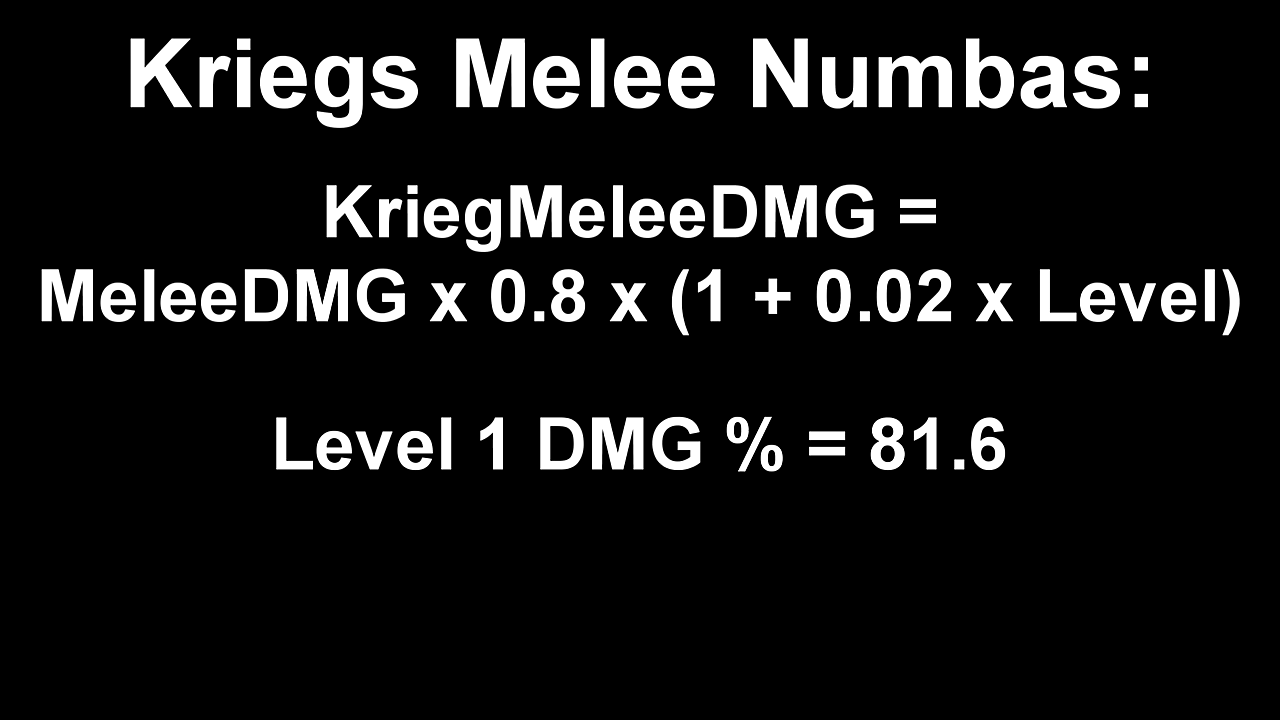 Kriegs Melee Numbas:
KriegMeleeDMG =
MeleeDMG x 0.8 x (1 + 0.02 x Level)
Level 1 DMG % = 81.6